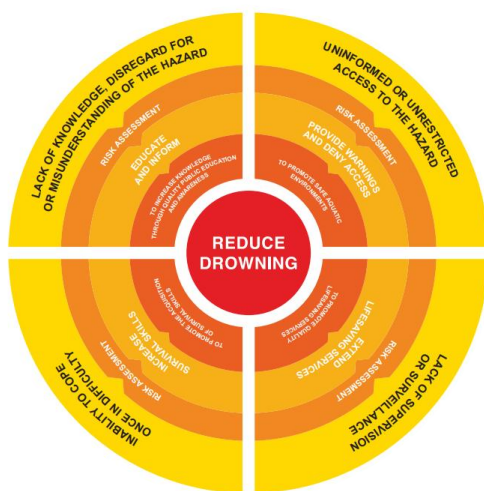 LACK OF KNOWLEDGE, DISREGARD FOR
OR MISUNDERSTANDING OF THE HAZARD
RISK ASSESSMENT
EDUCATE
AND INFORM
TO INCREASE KNOWLEDGE
THROUGH QUALITY PUBLIC EDUCATION
AND AWARENESS
UNINFORMED OR UNRESTRICTED
ACCESS TO THE HAZARD
RISK ASSESSMENT
PROVIDE WARNINGS
AND DENY ACCESS
TO PROMOTE SAFE AQUATIC
ENVIRONMENTS
REDUCE
DROWNING
TO PROMOTE THE ACQUISITION
OF SURVIVAL SKILLS
INCREASE
SURVIVAL SKILLS
RISK ASSESSMENT
INABILITY TO COPE
ONCE IN DIFFICULTY
TO PROMOTE QUALITY
LIFESAVING SERVICES
EXTEND
LIFESAVING SERVICES
RISK ASSESSMENT
LACK OF SUPERVISION
OR SURVEILLANCE